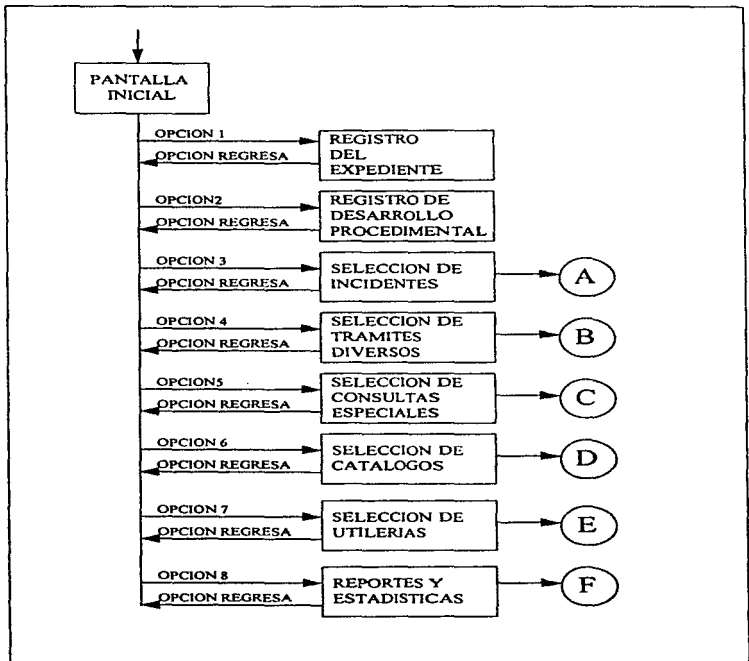 PANTALLA
INICIAL
OPCION 1
OPCION REGRESA
REGISTRO
DEL
EXPEDIENTE
OPCION2
OPCION REGRESA
REGISTRO DE
DESARROLLO
PROCEDIMENTAL
OPCION 3
OPCION REGRESA
SELECCION DE
INCIDENTES
A
OPCION 4
OPCION REGRESA
SELECCION DE
TRAMITES
DIVERSOS
B
OPCION5
OPCION REGRESA
SELECCION DE
CONSULTAS
ESPECIALES
C
OPCION 6
OPCION REGRESA
SELECCION DE
CATALOGOS
D
OPCION 7
OPCION REGRESA
SELECCION DE
UTILERIAS
E
OPCION 8
OPCION REGRESA
REPORTES Y
ESTADISTICAS
F